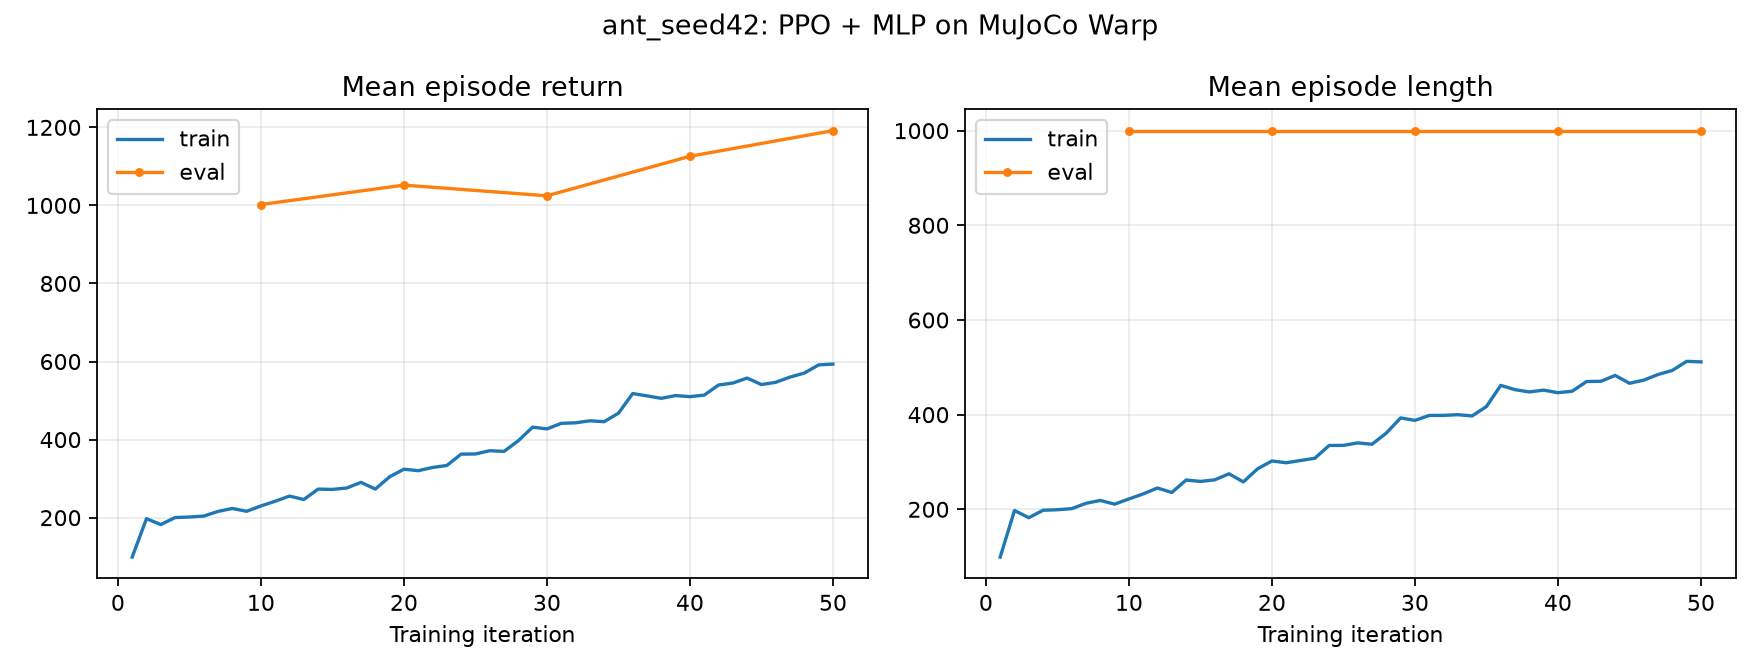 ant_seed42: PPO + MLP on MuJoCo Warp
Mean episode return
train
eval
1200
1000
800
600
400
200
0 10 20 30 40 50
Training iteration
Mean episode length
train
eval
1000
800
600
400
200
0 10 20 30 40 50
Training iteration